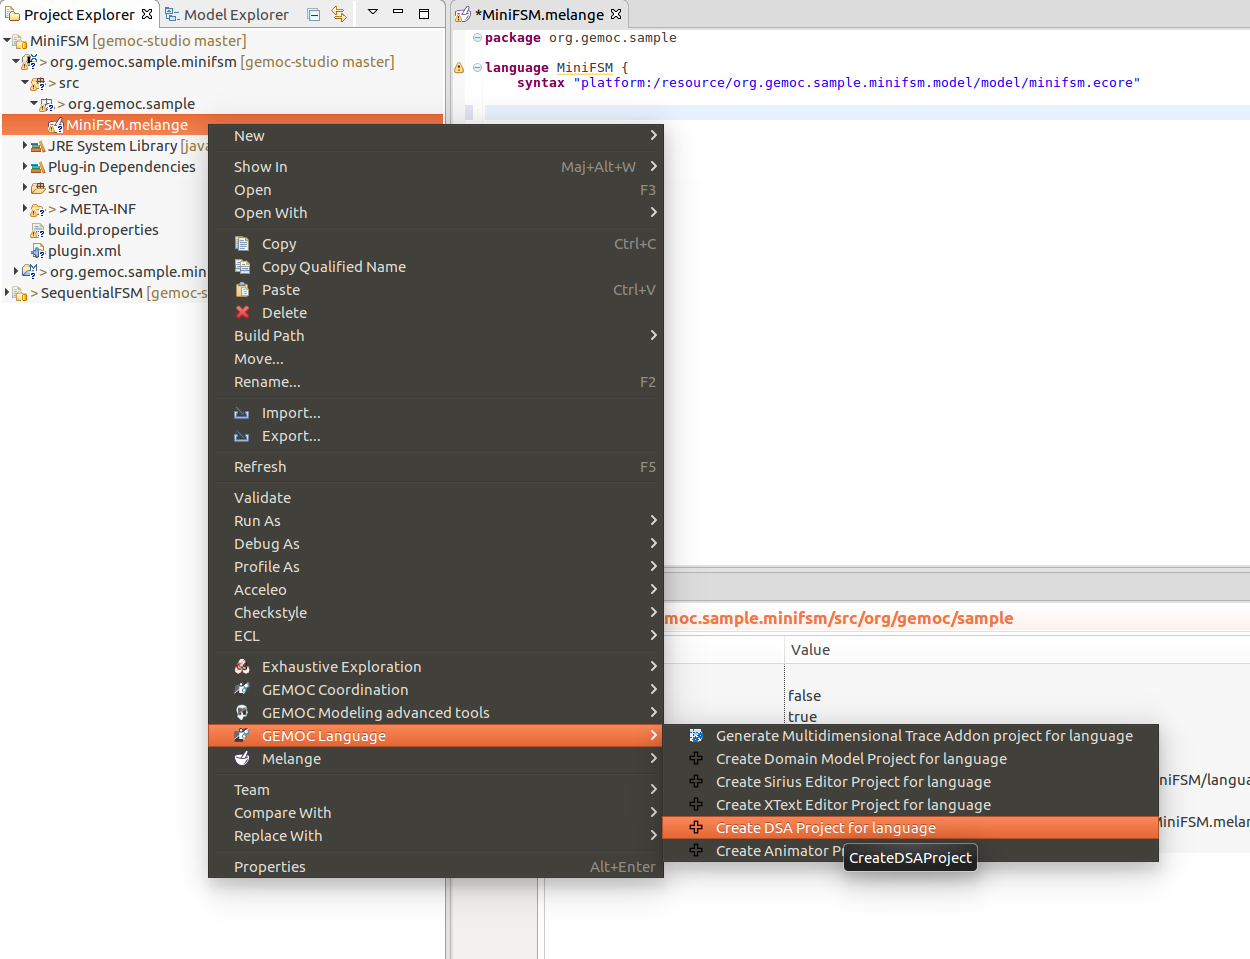 Project Explorer
Model Explorer
*MiniFSM.melange
MiniFSM [gemoc-studio master]
> org.gemoc.sample.minifsm [gemoc-studio master]
> src
> org.gemoc.sample
MiniFSM.melange
JRE System Library [java
Plug-in Dependencies
src-gen
> > META-INF
build.properties
plugin.xml
> org.gemoc.sample.min
> SequentialFSM [gemoc-s
package org.gemoc.sample
language MiniFSM {
syntax "platform:/resource/org.gemoc.sample.minifsm.model/model/minifsm.ecore"
New
Show In Maj+Alt+W
Open F3
Open With
Copy Ctrl+C
Copy Qualified Name
Paste Ctrl+V
Delete
Build Path
Move...
Rename... F2
Import...
Export...
Refresh F5
Validate
Run As
Debug As
Profile As
Acceleo
Checkstyle
ECL
Exhaustive Exploration
GEMOC Coordination
GEMOC Modeling advanced tools
GEMOC Language
Melange
Team
Compare With
Replace With
Properties Alt+Enter
moc.sample.minifsm/src/org/gemoc/sample
Value
false
true
Generate Multidimensional Trace Addon project for language
Create Domain Model Project for language
Create Sirius Editor Project for language
Create XText Editor Project for language
Create DSA Project for language
Create Animator Pr
CreateDSAProject
niFSM/langua
MiniFSM.melan